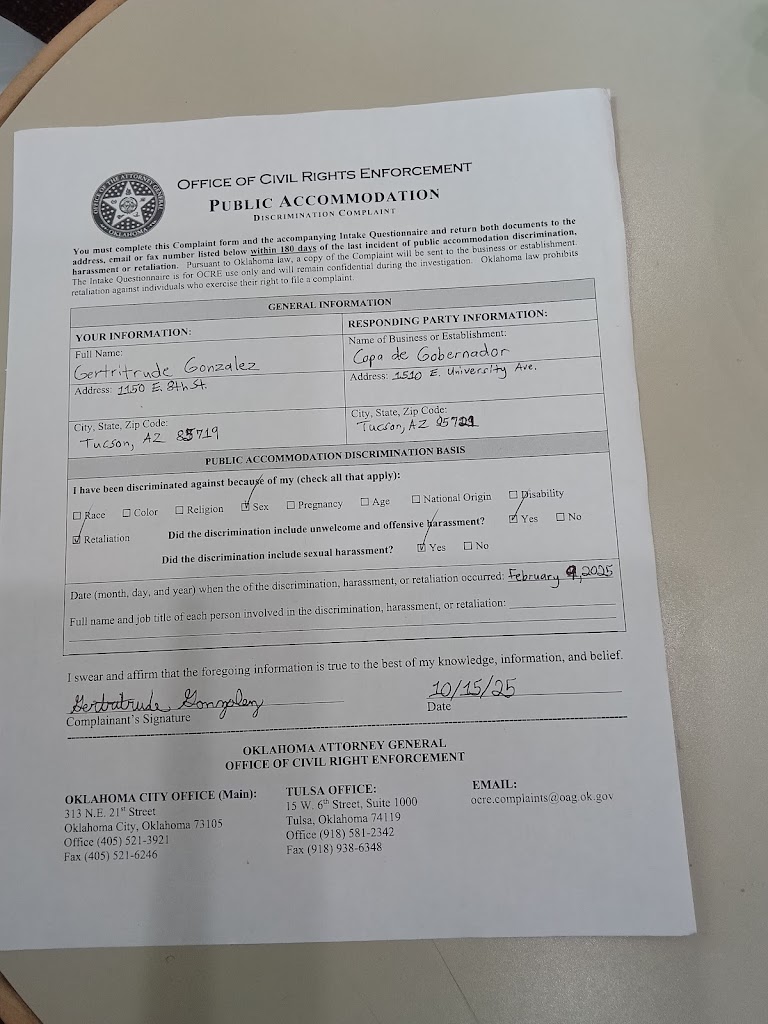 OFFICE OF THE ATTORNEY GENERAL
OKLAHOMA
OFFICE OF CIVIL RIGHTS ENFORCEMENT
PUBLIC ACCOMMODATION
DISCRIMINATION COMPLAINT
You must complete this Complaint form and the accompanying Intake Questionnaire and return both documents to the
address, email or fax number listed below within 180 days of the last incident of public accommodation discrimination,
harassment or retaliation. Pursuant to Oklahoma law, a copy of the Complaint will be sent to the business or establishment.
The Intake Questionnaire is for OCRE use only and will remain confidential during the investigation. Oklahoma law prohibits
retaliation against individuals who exercise their right to file a complaint.
GENERAL INFORMATION
YOUR INFORMATION:
Full Name:
Gertritrude Gonzalez
Address: 1150 E. 8th St.
City, State, Zip Code:
Tucson, AZ 85719
RESPONDING PARTY INFORMATION:
Name of Business or Establishment:
Copa de Gobernador
Address: 1510 E. University Ave.
City, State, Zip Code:
Tucson, AZ 85721
PUBLIC ACCOMMODATION DISCRIMINATION BASIS
I have been discriminated against because of my (check all that apply):
☐ Race ☐ Color ☐ Religion ☑ Sex ☐ Pregnancy ☐ Age ☐ National Origin ☐ Disability
☑ Retaliation Did the discrimination include unwelcome and offensive harassment? ☑ Yes ☐ No
Did the discrimination include sexual harassment? ☑ Yes ☐ No
Date (month, day, and year) when the of the discrimination, harassment, or retaliation occurred: February 9, 2025
Full name and job title of each person involved in the discrimination, harassment, or retaliation:
I swear and affirm that the foregoing information is true to the best of my knowledge, information, and belief.
Gertrutrude Gonzalez
Complainant's Signature
10/15/25
Date
OKLAHOMA ATTORNEY GENERAL
OFFICE OF CIVIL RIGHT ENFORCEMENT
OKLAHOMA CITY OFFICE (Main):
313 N.E. 21st Street
Oklahoma City, Oklahoma 73105
Office (405) 521-3921
Fax (405) 521-6246
TULSA OFFICE:
15 W. 6th Street, Suite 1000
Tulsa, Oklahoma 74119
Office (918) 581-2342
Fax (918) 938-6348
EMAIL:
ocre.complaints@oag.ok.gov